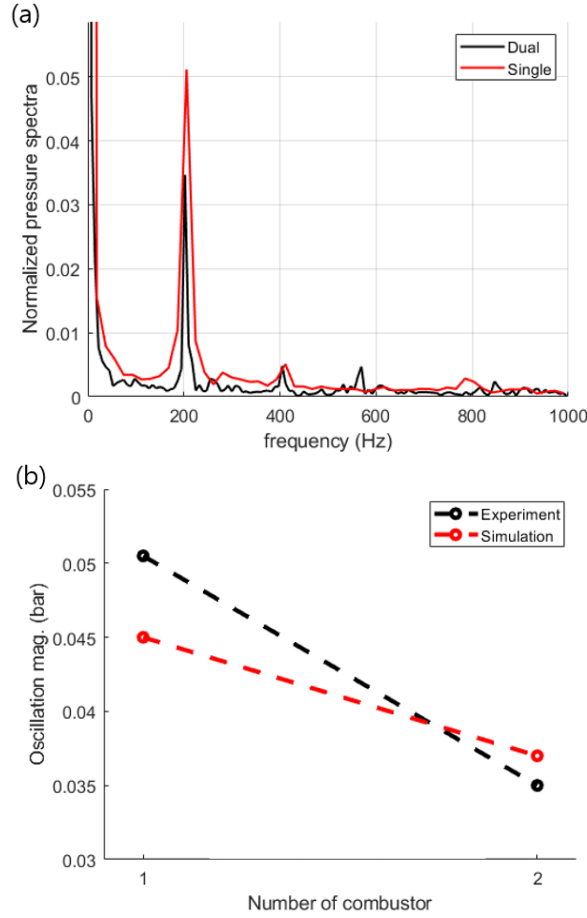 (a)
Dual
Single
0.05
0.04
0.03
0.02
0.01
0
Normalized pressure spectra
0 200 400 600 800 1000
frequency (Hz)
(b)
Experiment
Simulation
0.055
0.05
0.045
0.04
0.035
0.03
Oscillation mag. (bar)
1 2
Number of combustor